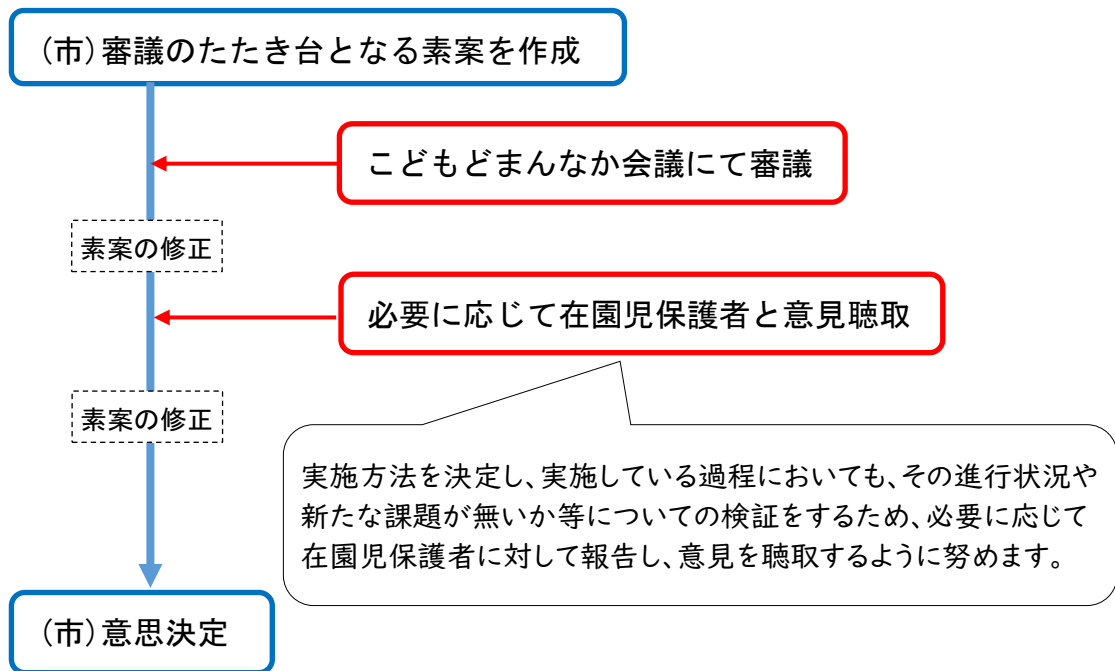 (市)審議のたたき台となる素案を作成
こどもどまんなか会議にて審議
素案の修正
必要に応じて在園児保護者と意見聴取
素案の修正
実施方法を決定し、実施している過程においても、その進行状況や
新たな課題が無いか等についての検証をするため、必要に応じて
在園児保護者に対して報告し、意見を聴取するように努めます。
(市)意思決定